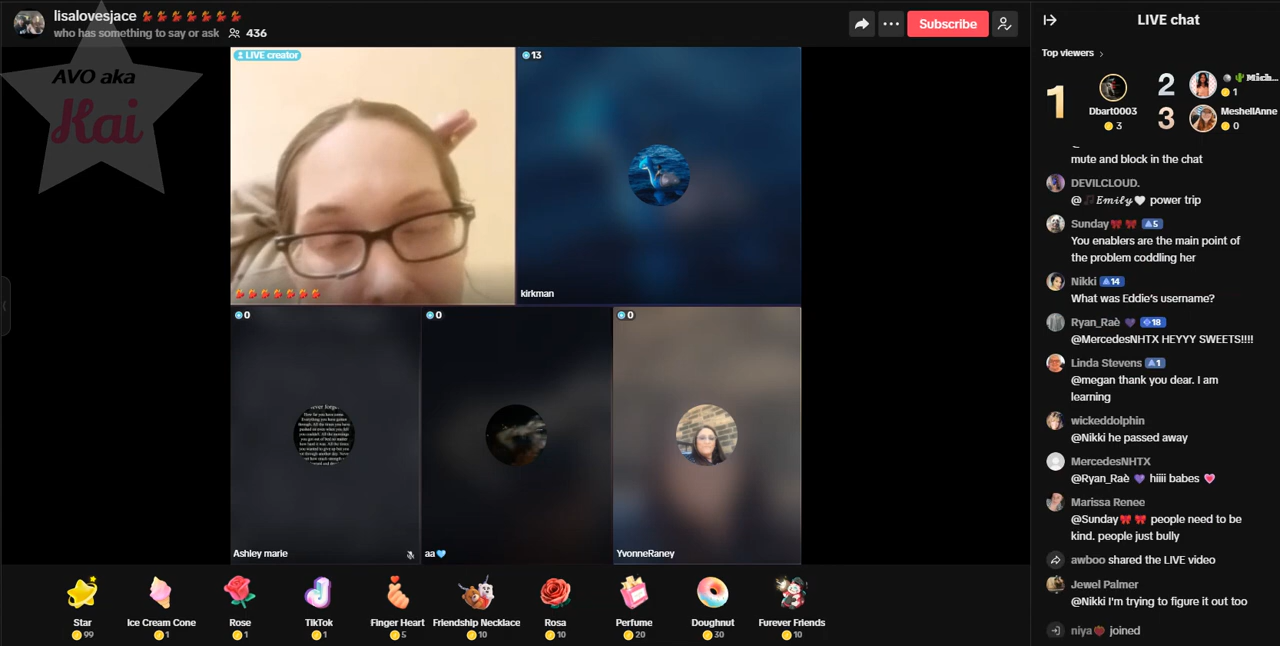 lisalovesjace
who has something to say or ask 436
Subscribe
LIVE chat
AVO aka
Kai
LIVE creator
13
kirkman
0
Ashley marie
0
aa
0
YvonneRaney
Star
99
Ice Cream Cone
1
Rose
1
TikTok
1
Finger Heart
5
Friendship Necklace
10
Rosa
10
Perfume
20
Doughnut
30
Furever Friends
10
Top viewers
1
Dbart0003
3
2
𝕄𝕚𝕔𝕙...
1
3
MeshellAnne
0
mute and block in the chat
DEVILCLOUD.
@🎵𝓔𝓶𝓲𝓵𝔂🤍 power trip
Sunday 5
You enablers are the main point of
the problem coddling her
Nikki 14
What was Eddie's username?
Ryan_Raè 💜 18
@MercedesNHTX HEYYY SWEETS!!!!
Linda Stevens 1
@megan thank you dear. I am
learning
wickeddolphin
@Nikki he passed away
MercedesNHTX
@Ryan_Raè 💜 hiiii babes 💗
Marissa Renee
@Sunday people need to be
kind. people just bully
awboo shared the LIVE video
Jewel Palmer
@Nikki I'm trying to figure it out too
niya🍓 joined